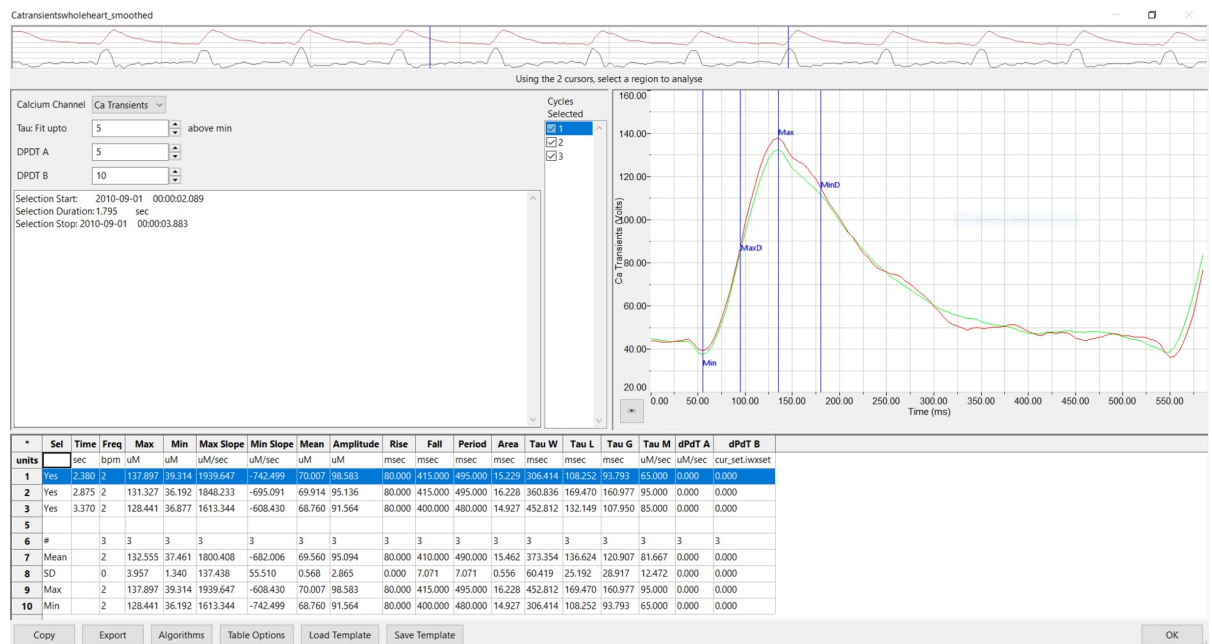 Catransientswholeheart_smoothed
Using the 2 cursors, select a region to analyse
Calcium Channel Ca Transients
Tau: Fit upto 5 above min
DPDT A 5
DPDT B 10
Cycles
Selected
1
2
3
Selection Start: 2010-09-01 00:00:02.089
Selection Duration: 1.795 sec
Selection Stop: 2010-09-01 00:00:03.883
Ca Transients (Volts)
160.00
140.00
120.00
100.00
80.00
60.00
40.00
20.00
Max
MinD
MaxD
Min
0.00 50.00 100.00 150.00 200.00 250.00 300.00 350.00 400.00 450.00 500.00 550.00
Time (ms)
* Sel Time Freq Max Min Max Slope Min Slope Mean Amplitude Rise Fall Period Area Tau W Tau L Tau G Tau M dPdT A dPdT B
units sec bpm uM uM uM/sec uM/sec uM uM msec msec msec msec msec msec msec uM/sec uM/sec cur_set.iwxset
1 Yes 2.380 2 137.897 39.314 1939.647 -742.499 70.007 98.583 80.000 415.000 495.000 15.229 306.414 108.252 93.793 65.000 0.000 0.000
2 Yes 2.875 2 131.327 36.192 1848.233 -695.091 69.914 95.136 80.000 415.000 495.000 16.228 360.836 169.470 160.977 95.000 0.000 0.000
3 Yes 3.370 2 128.441 36.877 1613.344 -608.430 68.760 91.564 80.000 400.000 480.000 14.927 452.812 132.149 107.950 85.000 0.000 0.000
5
6 # 3 3 3 3 3 3 3 3 3 3 3 3 3 3 3 3 3 3
7 Mean 2 132.555 37.461 1800.408 -682.006 69.560 95.094 80.000 410.000 490.000 15.462 373.354 136.624 120.907 81.667 0.000 0.000
8 SD 0 3.957 1.340 137.438 55.510 0.568 2.865 0.000 7.071 7.071 0.556 60.419 25.192 28.917 12.472 0.000 0.000
9 Max 2 137.897 39.314 1939.647 -608.430 70.007 98.583 80.000 415.000 495.000 16.228 452.812 169.470 160.977 95.000 0.000 0.000
10 Min 2 128.441 36.192 1613.344 -742.499 68.760 91.564 80.000 400.000 480.000 14.927 306.414 108.252 93.793 65.000 0.000 0.000
Copy Export Algorithms Table Options Load Template Save Template OK